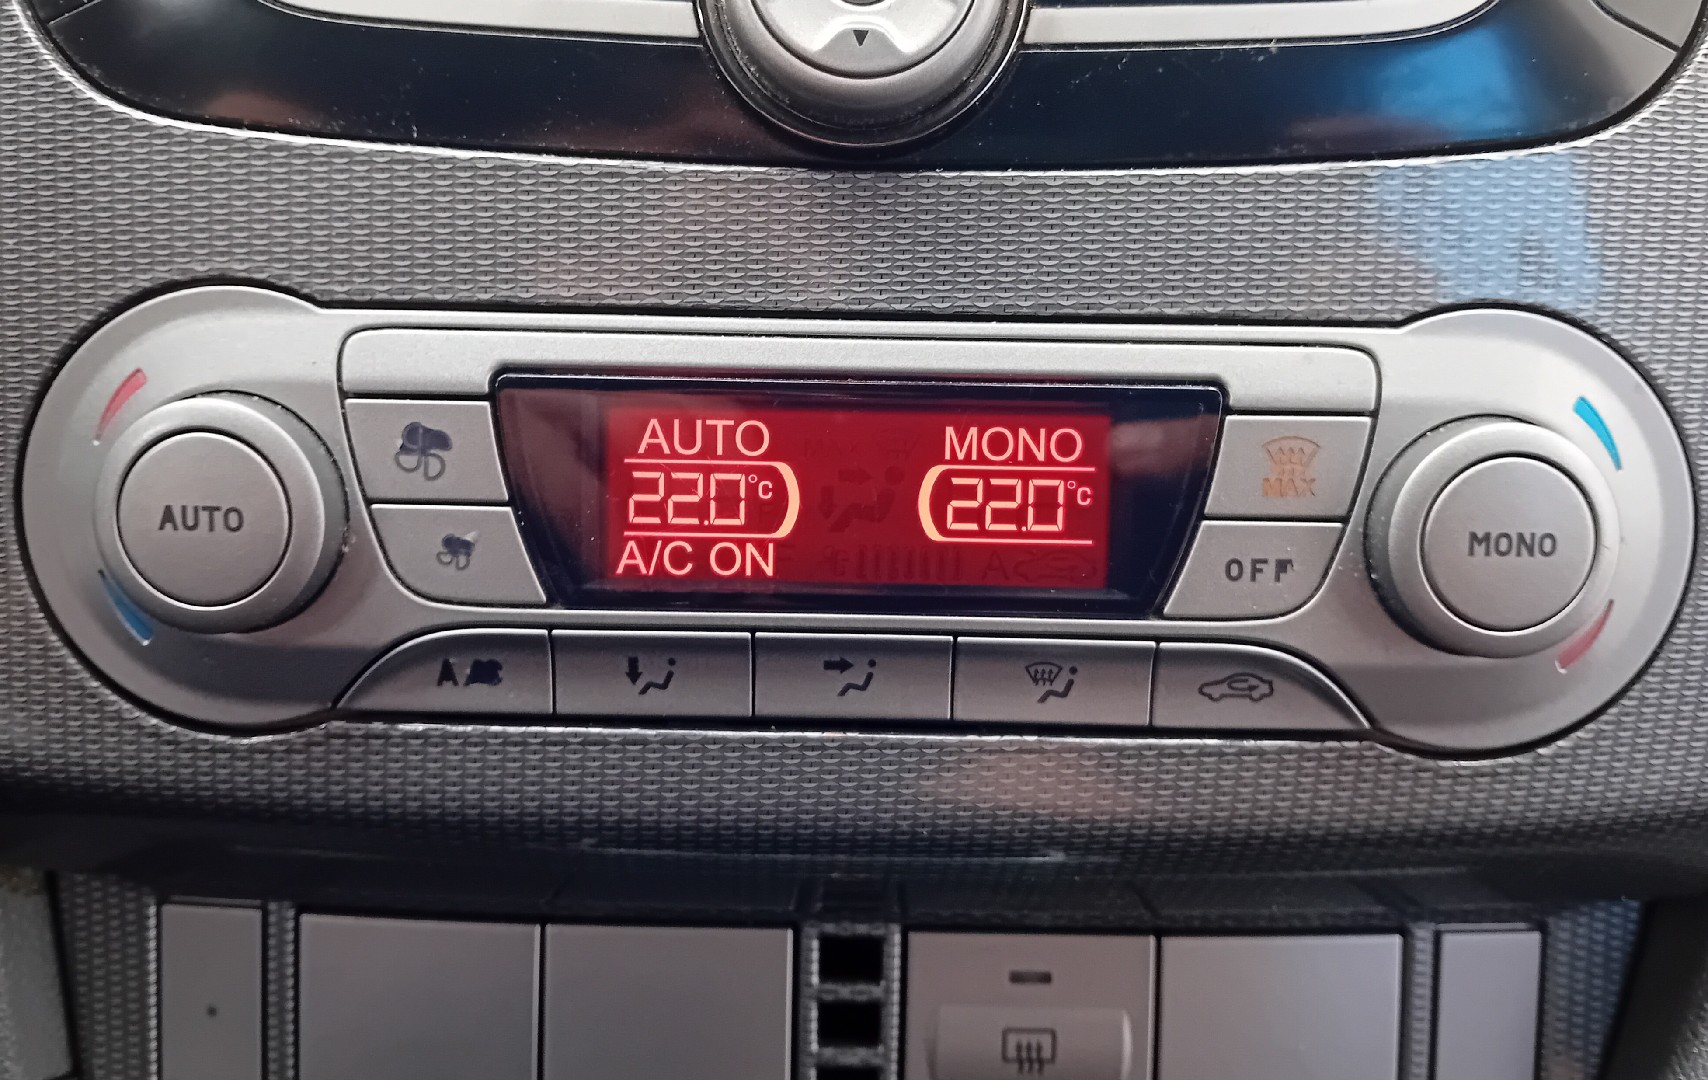 AUTO
MONO
22.0°C
22.0°C
A/C ON
AUTO
MAX
OFF
MONO